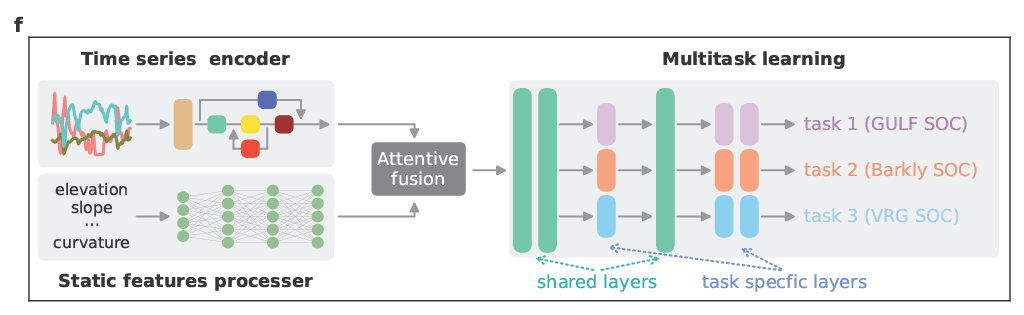 f
Time series encoder
Multitask learning
elevation
slope
...
curvature
Static features processer
Attentive
fusion
task 1 (GULF SOC)
task 2 (Barkly SOC)
task 3 (VRG SOC)
shared layers
task specfic layers